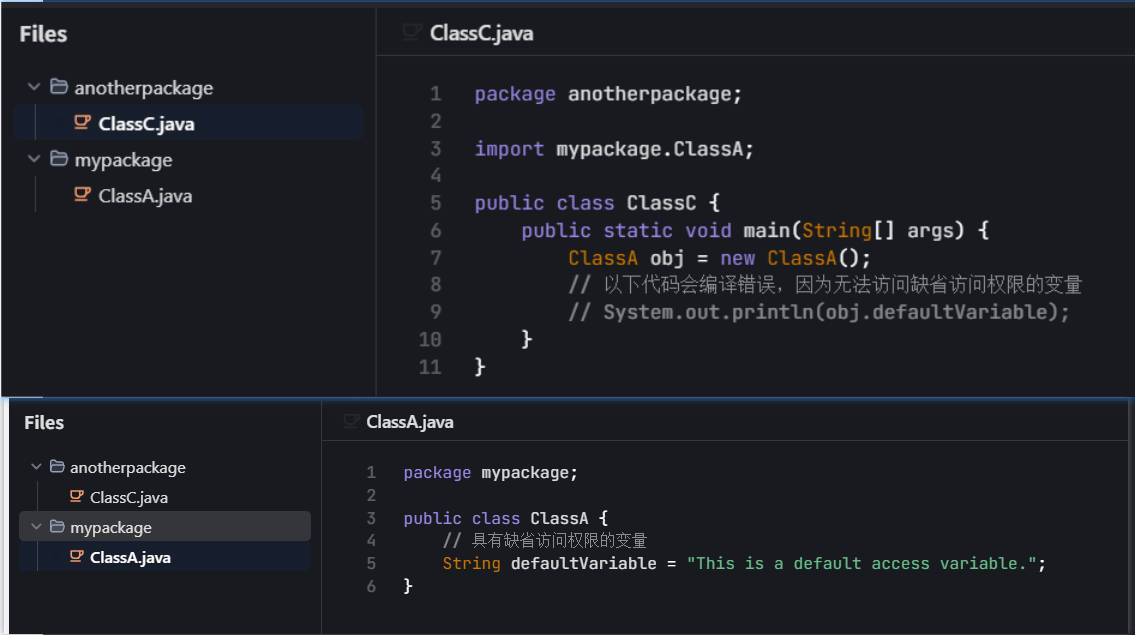 Files
anotherpackage
ClassC.java
mypackage
ClassA.java
ClassC.java
1 package anotherpackage;
2
3 import mypackage.ClassA;
4
5 public class ClassC {
6 public static void main(String[] args) {
7 ClassA obj = new ClassA();
8 // 以下代码会编译错误，因为无法访问缺省访问权限的变量
9 // System.out.println(obj.defaultVariable);
10 }
11 }
Files
anotherpackage
ClassC.java
mypackage
ClassA.java
ClassA.java
1 package mypackage;
2
3 public class ClassA {
4 // 具有缺省访问权限的变量
5 String defaultVariable = "This is a default access variable.";
6 }